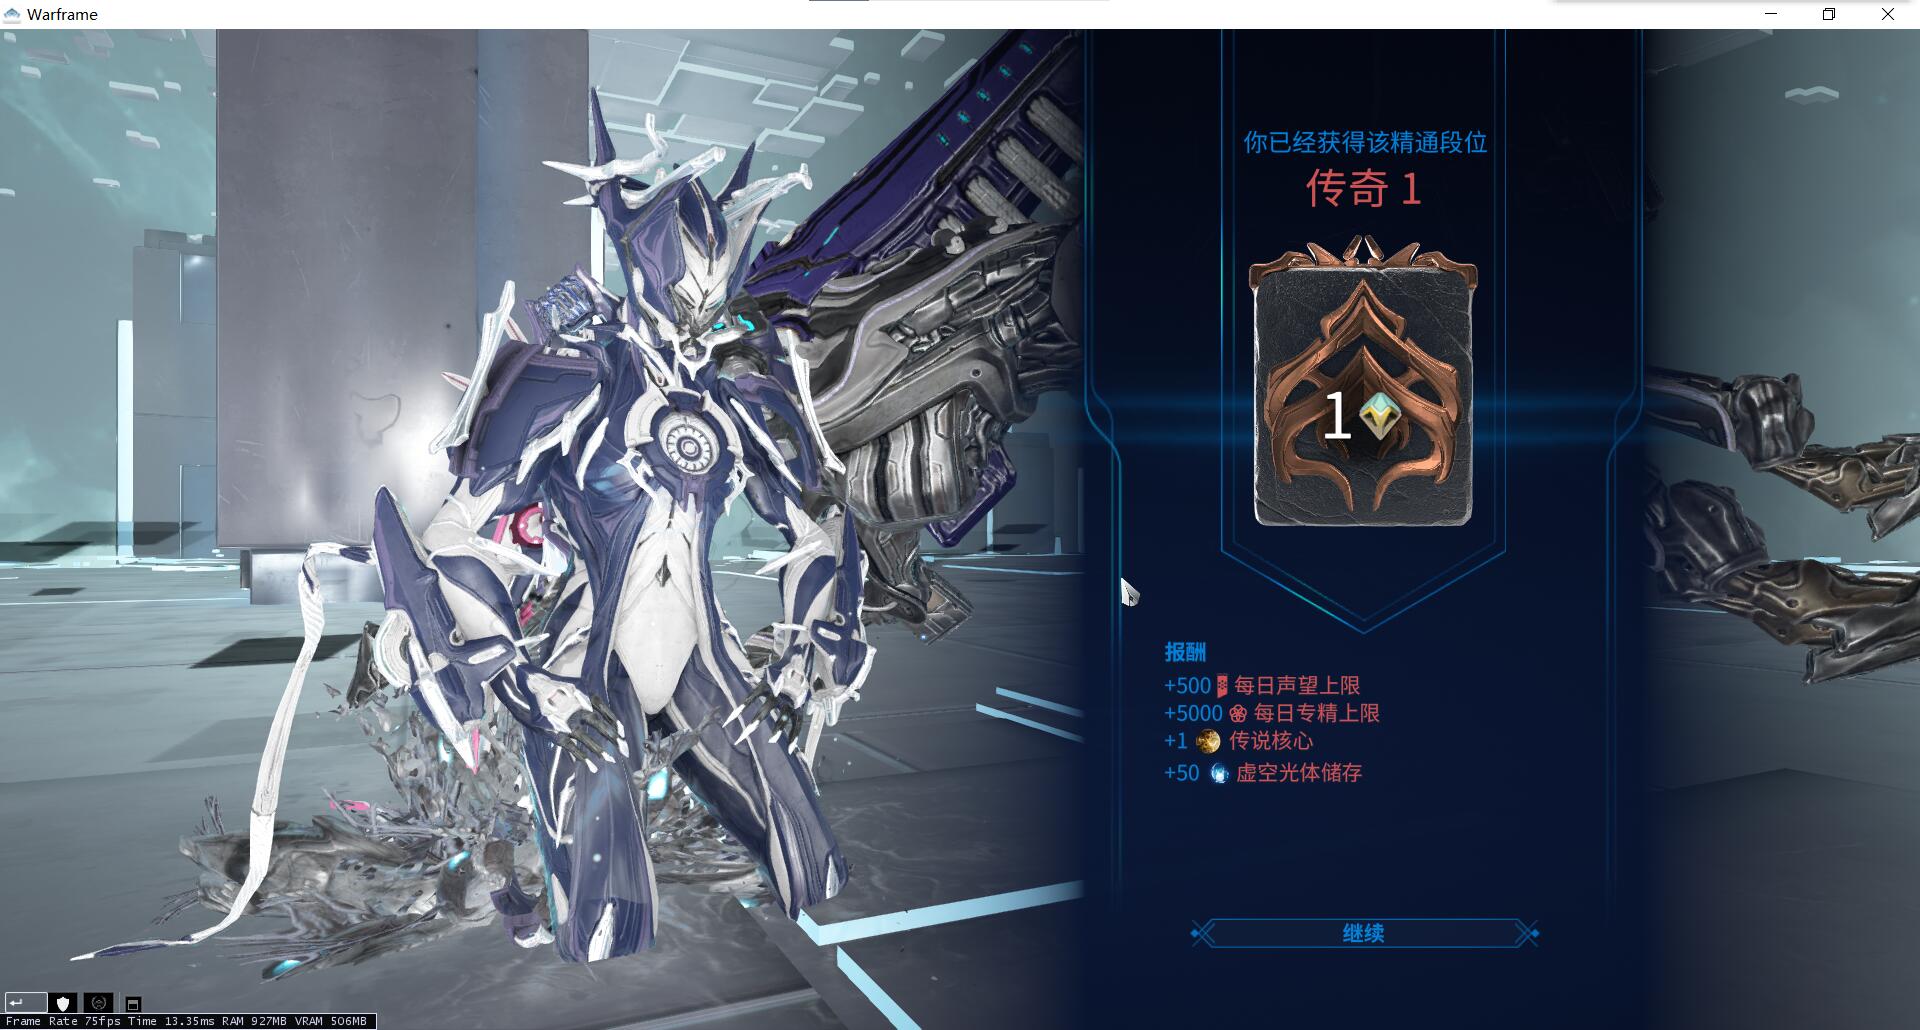 Warframe
你已经获得该精通段位
传奇 1
1
报酬
+500 每日声望上限
+5000 每日专精上限
+1 传说核心
+50 虚空光体储存
继续
Frame Rate 75fps Time 13.35ms RAM 927MB VRAM 506MB